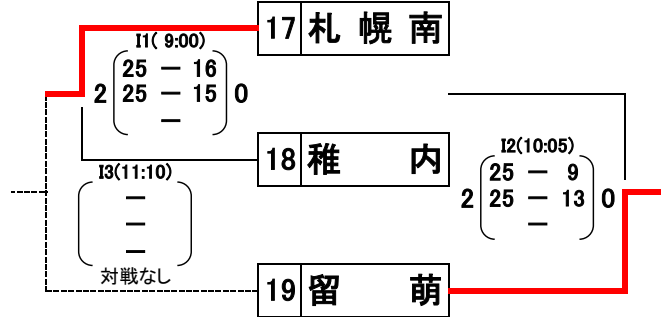 17 札幌南
I1( 9:00)
25 ー 16
2 25 ー 15 0
ー
18 稚内
I2(10:05)
25 ー 9
2 25 ー 13 0
ー
I3(11:10)
ー
ー
ー
対戦なし
19 留萌